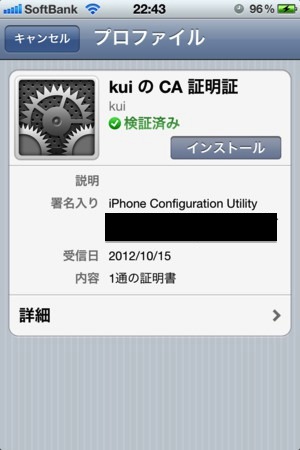 SoftBank 22:43 96%
キャンセル プロファイル
kui の CA 証明証
kui
検証済み
インストール
説明
署名入り iPhone Configuration Utility
受信日 2012/10/15
内容 1通の証明書
詳細